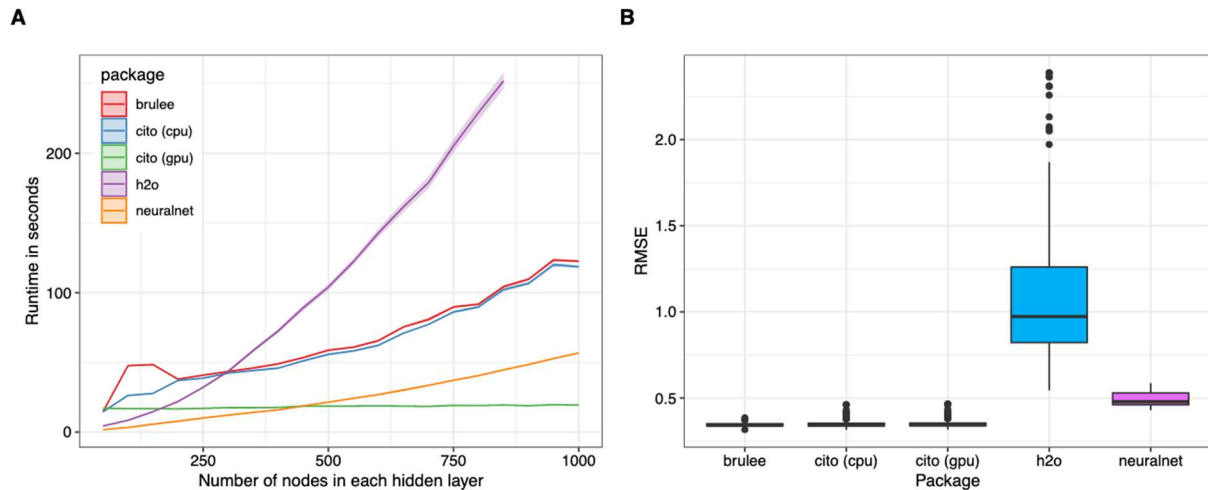 A
package
brulee
cito (cpu)
cito (gpu)
h2o
neuralnet
Runtime in seconds
200
100
0
250
500
750
1000
Number of nodes in each hidden layer
B
RMSE
2.0
1.5
1.0
0.5
brulee
cito (cpu)
cito (gpu)
h2o
neuralnet
Package